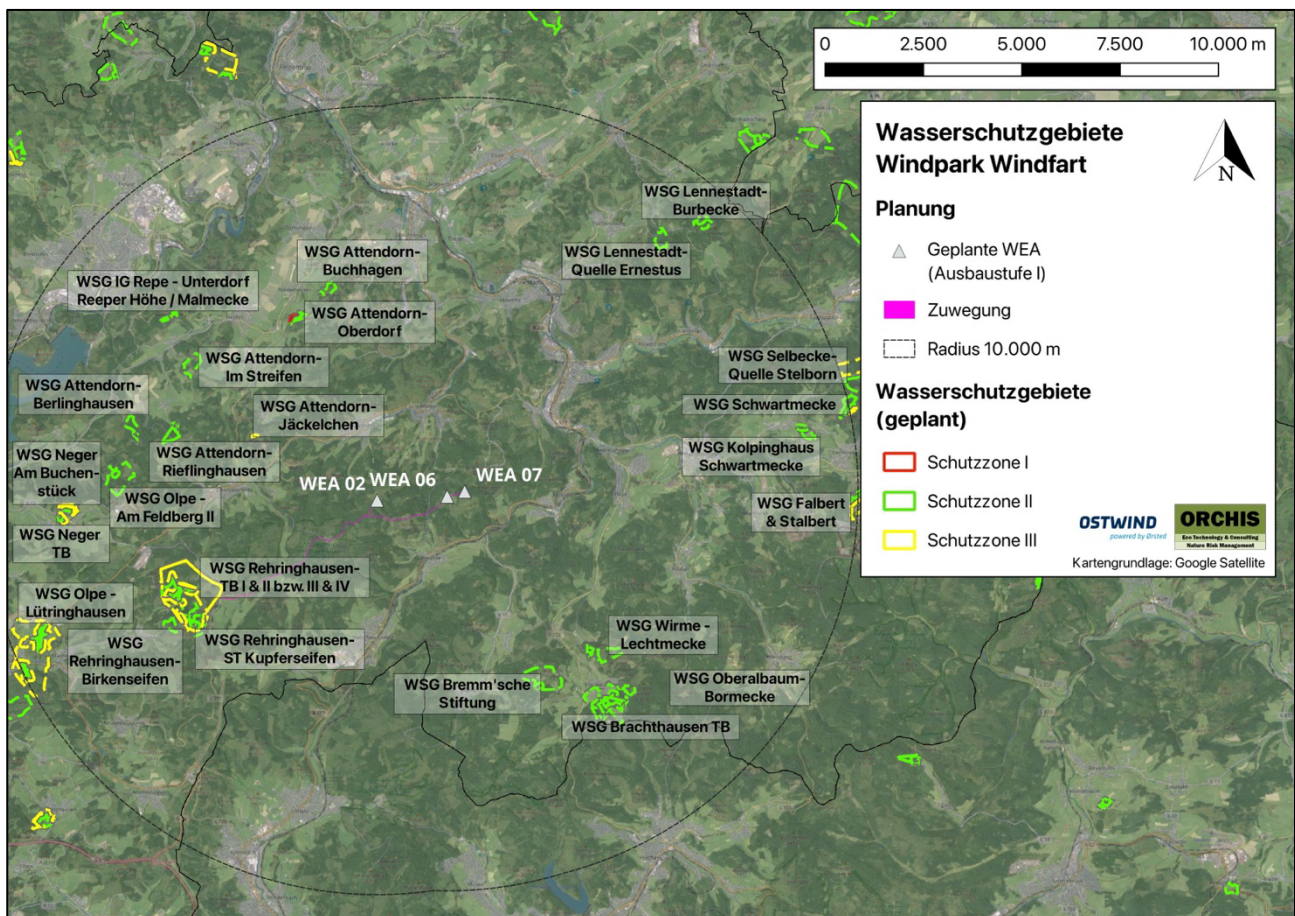 0 2.500 5.000 7.500 10.000 m
Wasserschutzgebiete
Windpark Windfart
N
Planung
Geplante WEA
(Ausbaustufe I)
Zuwegung
Radius 10.000 m
Wasserschutzgebiete
(geplant)
Schutzzone I
Schutzzone II
Schutzzone III
OSTWIND
powered by Ørsted
ORCHIS
Eco Technology & Consulting
Nature Risk Management
Kartengrundlage: Google Satellite
WSG Lennestadt-
Burbecke
WSG Lennestadt-
Quelle Ernestus
WSG Attendorn-
Buchhagen
WSG IG Repe - Unterdorf
Reeper Höhe / Malmecke
WSG Attendorn-
Oberdorf
WSG Attendorn-
Im Streifen
WSG Selbecke-
Quelle Stelborn
WSG Attendorn-
Berlinghausen
WSG Attendorn-
Jäckelchen
WSG Schwartmecke
WSG Kolpinghaus
Schwartmecke
WSG Neger
Am Buchen-
stück
WSG Attendorn-
Rieflinghausen
WEA 02
WEA 06
WEA 07
WSG Olpe -
Am Feldberg II
WSG Falbert
& Stalbert
WSG Neger
TB
WSG Rehringhausen-
TB I & II bzw. III & IV
WSG Olpe -
Lütringhausen
WSG Rehringhausen-
ST Kupferseifen
WSG
Rehringhausen-
Birkenseifen
WSG Wirme -
Lechtmecke
WSG Bremm'sche
Stiftung
WSG Oberalbaum-
Bormecke
WSG Brachthausen TB